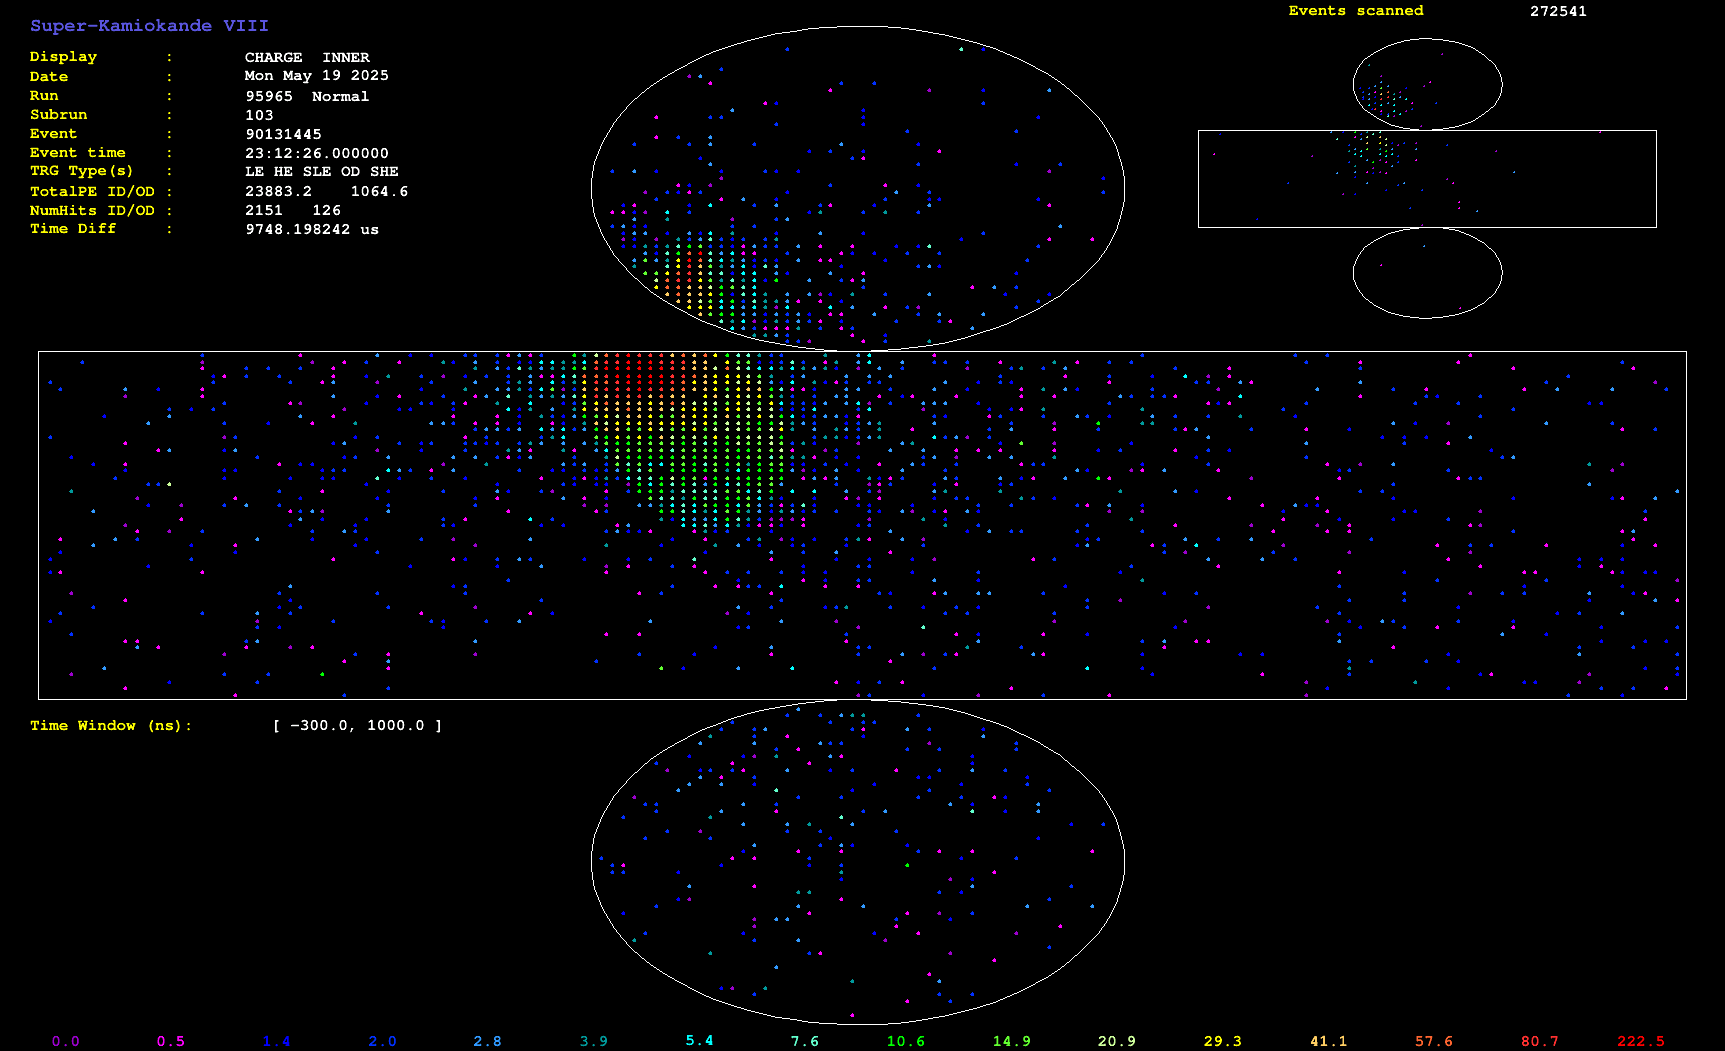 Super-Kamiokande VIII
Events scanned 272541
Display : CHARGE INNER
Date : Mon May 19 2025
Run : 95965 Normal
Subrun : 103
Event : 90131445
Event time : 23:12:26.000000
TRG Type(s) : LE HE SLE OD SHE
TotalPE ID/OD : 23883.2 1064.6
NumHits ID/OD : 2151 126
Time Diff : 9748.198242 us
Time Window (ns): [ -300.0, 1000.0 ]
0.0 0.5 1.4 2.0 2.8 3.9 5.4 7.6 10.6 14.9 20.9 29.3 41.1 57.6 80.7 222.5